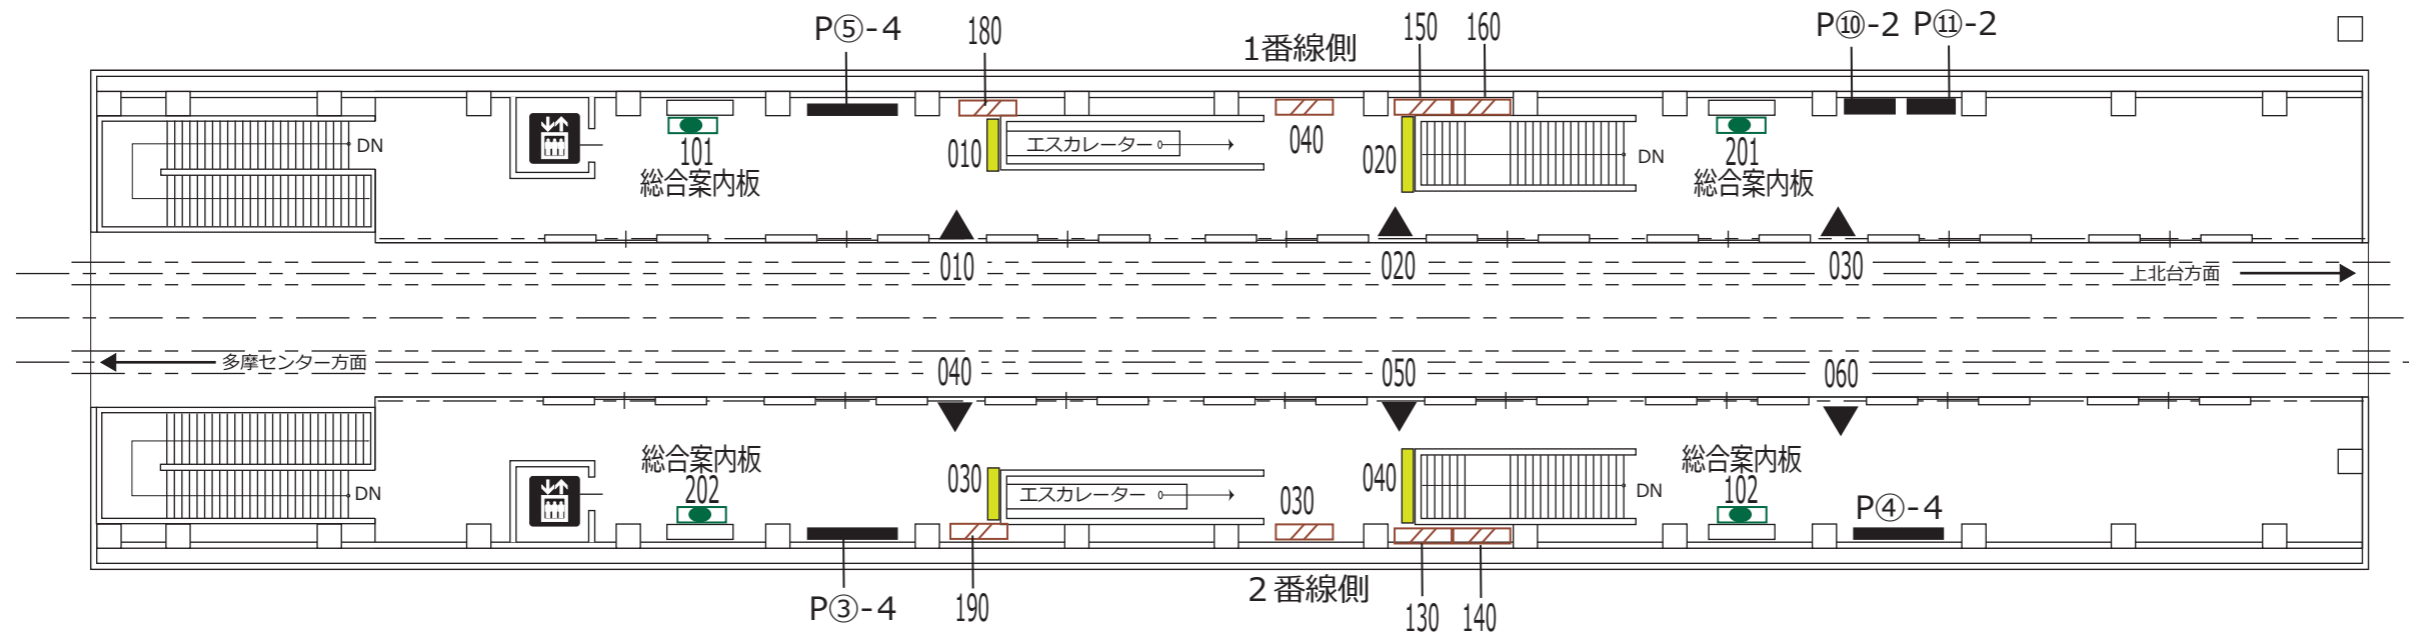 P⑤-4
180
1番線側
150
160
P⑩-2
P⑪-2
DN
101
総合案内板
010
エスカレーター
040
020
DN
201
総合案内板
010
020
030
上北台方面
多摩センター方面
040
050
060
DN
総合案内板
202
030
エスカレーター
030
040
DN
総合案内板
102
P④-4
P③-4
190
2番線側
130
140